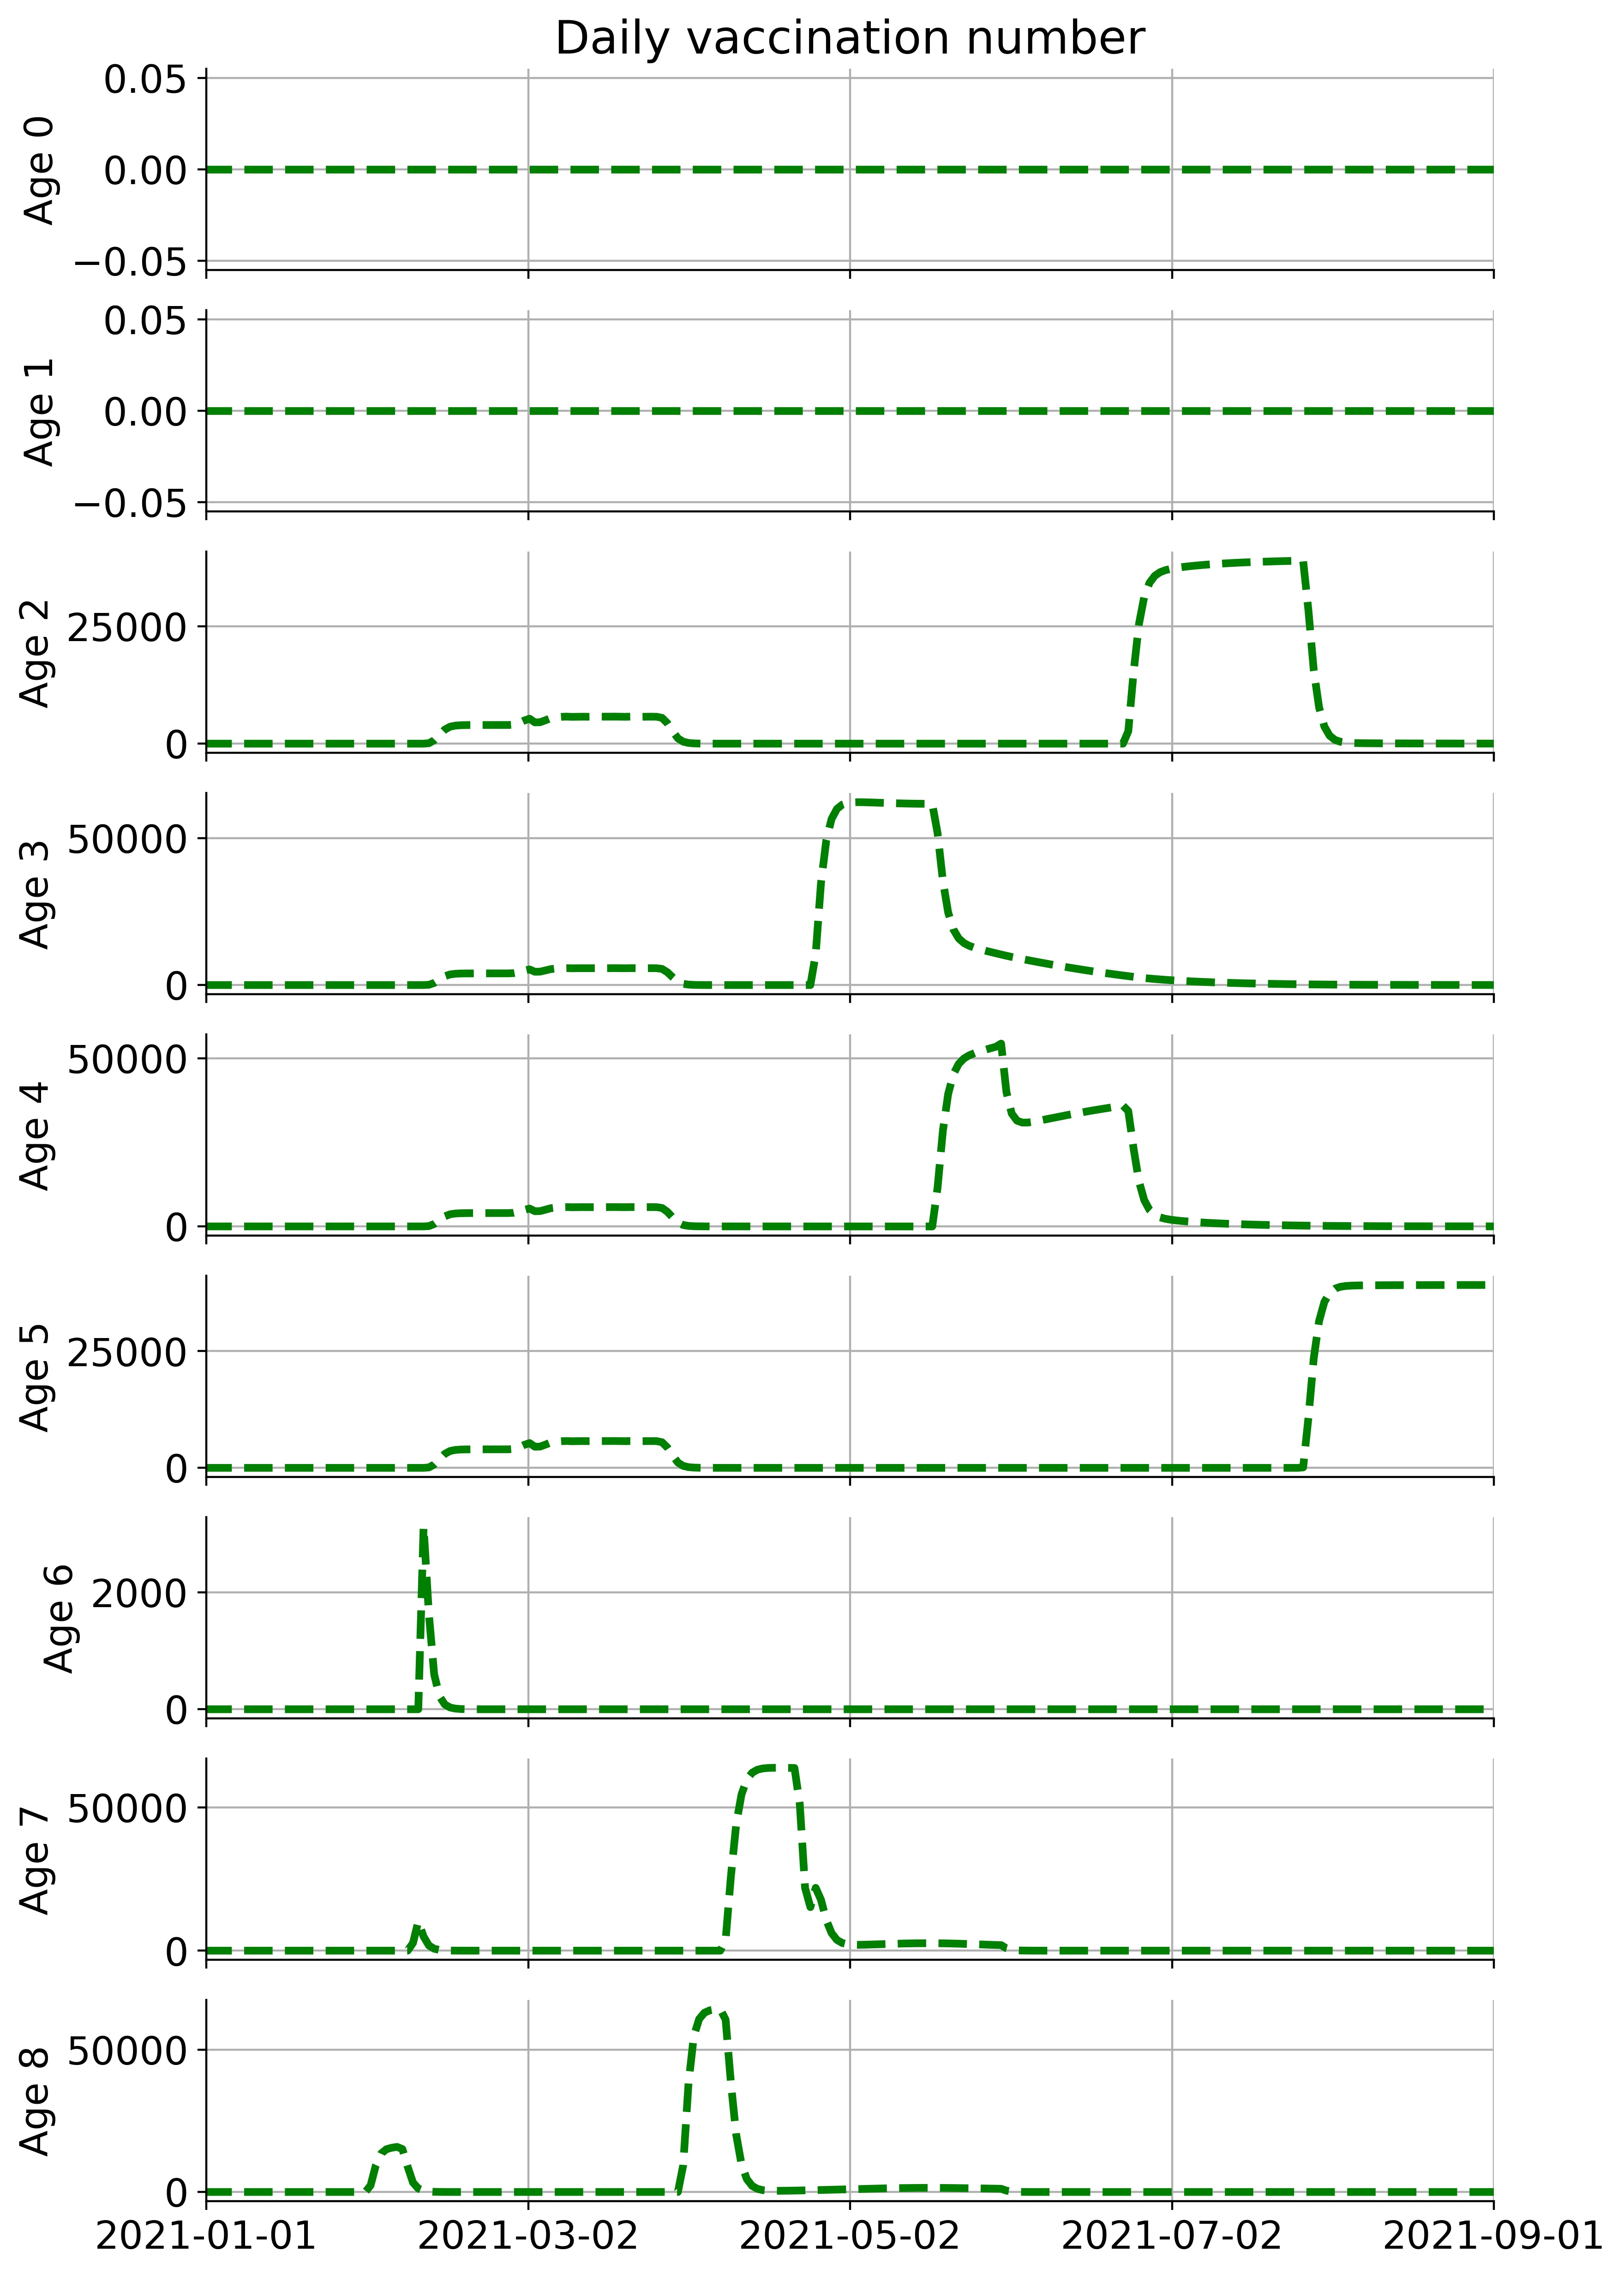 Daily vaccination number
0.05
0.00
−0.05
Age 0
0.05
0.00
−0.05
Age 1
25000
0
Age 2
50000
0
Age 3
50000
0
Age 4
25000
0
Age 5
2000
0
Age 6
50000
0
Age 7
50000
0
Age 8
2021-01-01 2021-03-02 2021-05-02 2021-07-02 2021-09-01